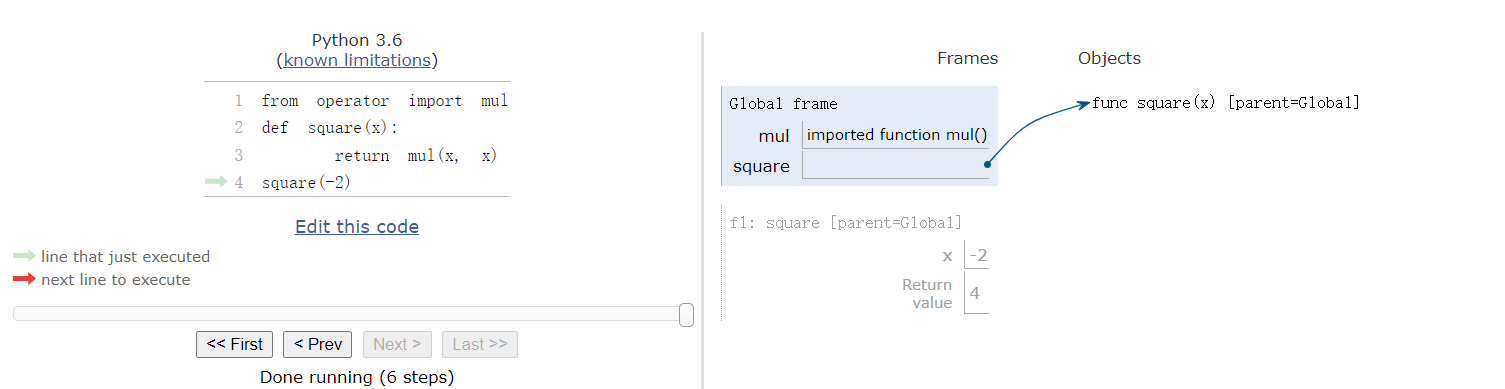 Python 3.6
(known limitations)
1 from operator import mul
2 def square(x):
3 return mul(x, x)
4 square(-2)
Edit this code
line that just executed
next line to execute
<< First < Prev Next > Last >>
Done running (6 steps)
Frames Objects
Global frame
mul imported function mul()
square
func square(x) [parent=Global]
f1: square [parent=Global]
x -2
Return
value 4